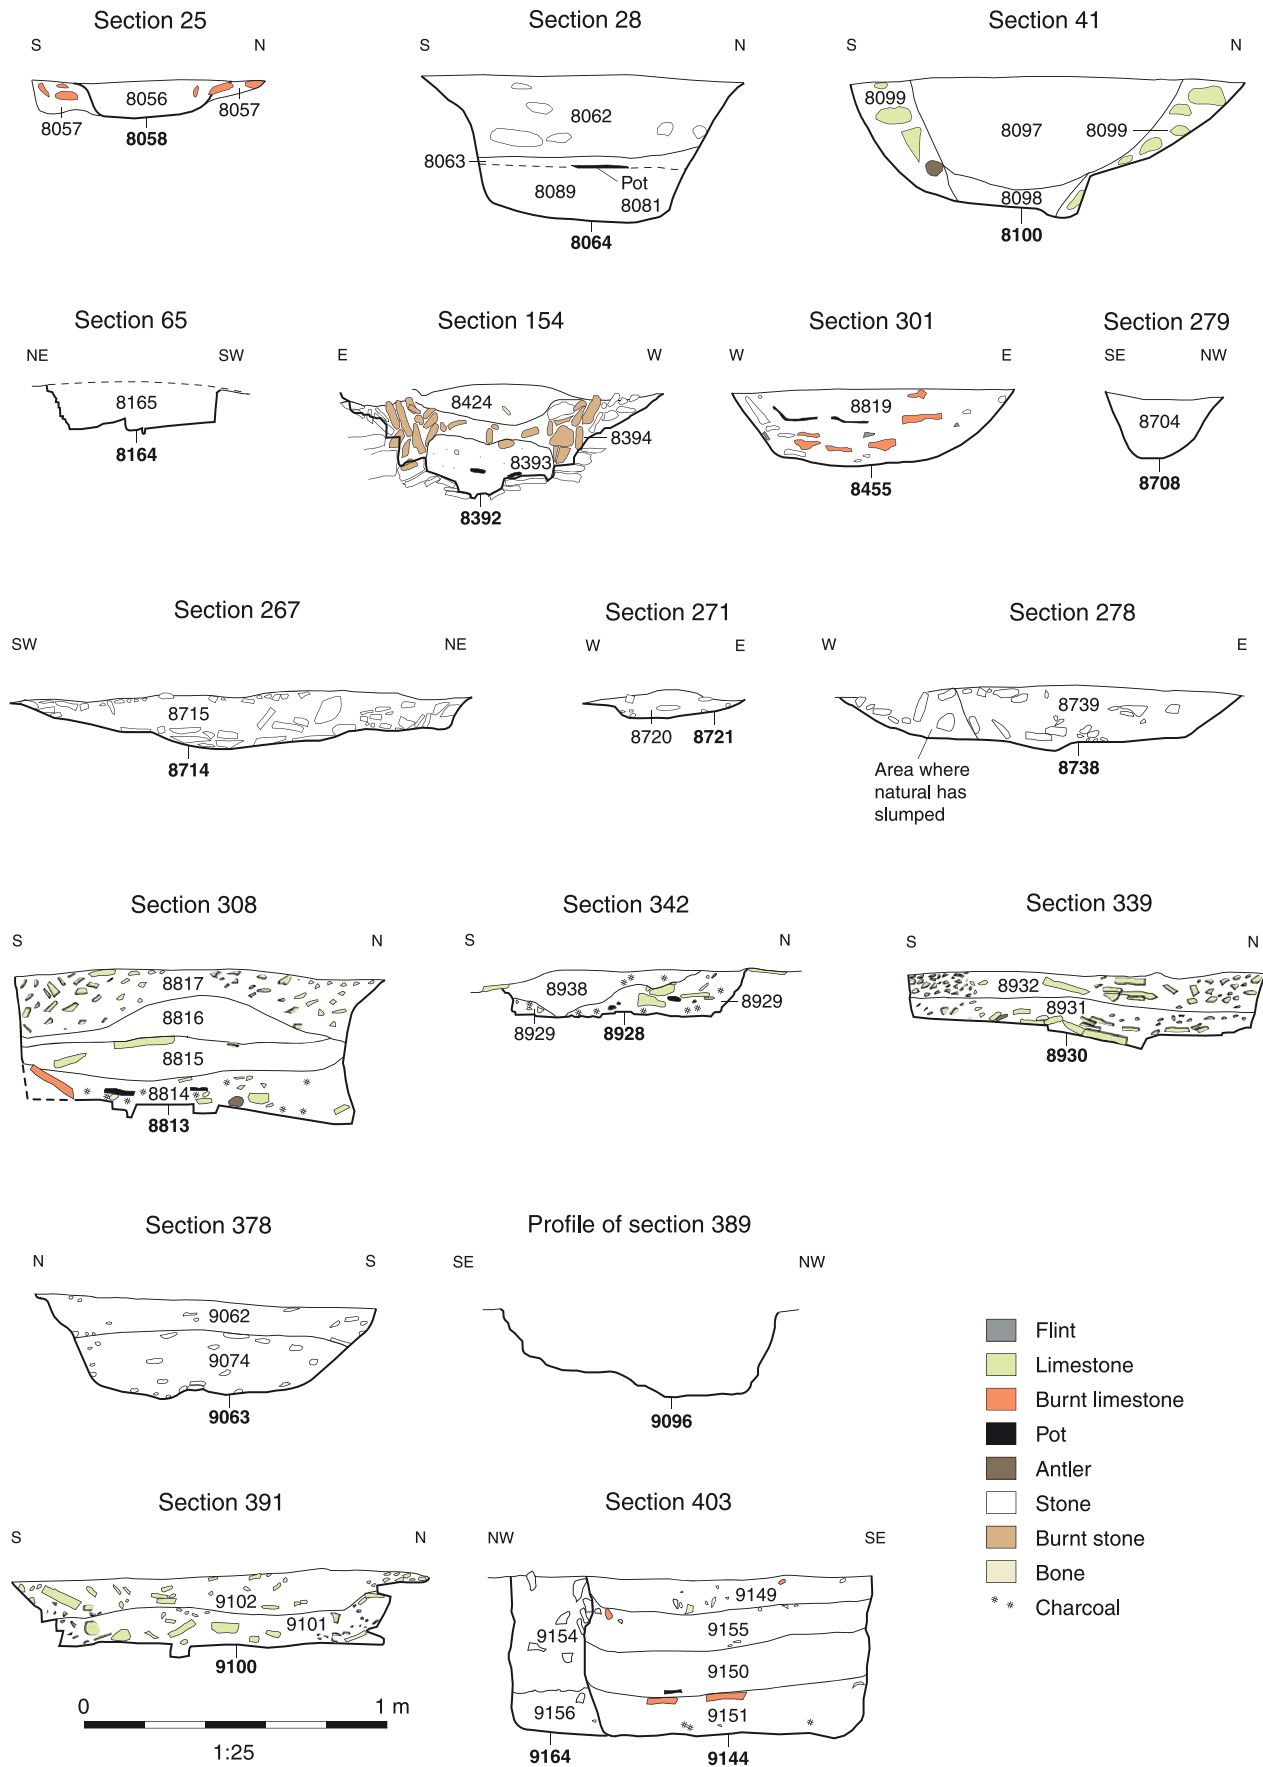 Section 25
S N
8056
8057
8057
8058
Section 28
S N
8062
8063
Pot
8089
8081
8064
Section 41
S N
8099
8097
8099
8098
8100
Section 65
NE SW
8165
8164
Section 154
E W
8424
8394
8393
8392
Section 301
W E
8819
8455
Section 279
SE NW
8704
8708
Section 267
SW NE
8715
8714
Section 271
W E
8720 8721
Section 278
W E
8739
8738
Area where
natural has
slumped
Section 308
S N
8817
8816
8815
8814
8813
Section 342
S N
8938
8929
8929
8928
Section 339
S N
8932
8931
8930
Section 378
N S
9062
9074
9063
Profile of section 389
SE NW
9096
Section 391
S N
9102
9101
9100
Section 403
NW SE
9149
9154
9155
9150
9156
9151
9164
9144
Flint
Limestone
Burnt limestone
Pot
Antler
Stone
Burnt stone
Bone
Charcoal
0 1 m
1:25